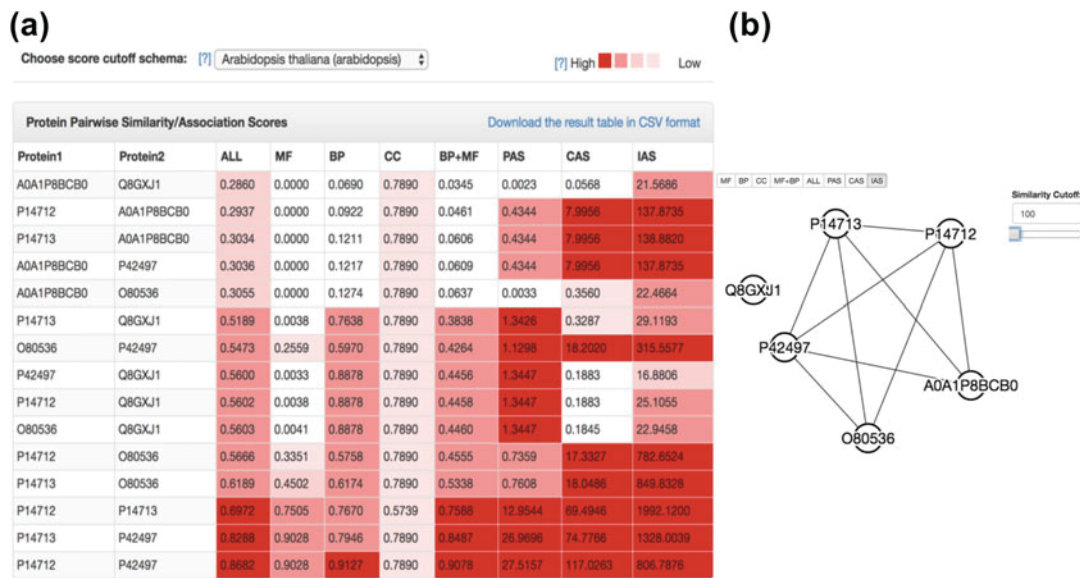 (a)
Choose score cutoff schema: [?] Arabidopsis thaliana (arabidopsis)
[?] High Low
Protein Pairwise Similarity/Association Scores Download the result table in CSV format
Protein1 Protein2 ALL MF BP CC BP+MF PAS CAS IAS
A0A1P8BCB0 Q8GXJ1 0.2860 0.0000 0.0690 0.7890 0.0345 0.0023 0.0568 21.5686
P14712 A0A1P8BCB0 0.2937 0.0000 0.0922 0.7890 0.0461 0.4344 7.9956 137.8735
P14713 A0A1P8BCB0 0.3034 0.0000 0.1211 0.7890 0.0606 0.4344 7.9956 138.8820
A0A1P8BCB0 P42497 0.3036 0.0000 0.1217 0.7890 0.0609 0.4344 7.9956 137.8735
A0A1P8BCB0 O80536 0.3055 0.0000 0.1274 0.7890 0.0637 0.0033 0.3560 22.4664
P14713 Q8GXJ1 0.5189 0.0038 0.7638 0.7890 0.3838 1.3426 0.3287 29.1193
O80536 P42497 0.5473 0.2559 0.5970 0.7890 0.4264 1.1298 18.2020 315.5577
P42497 Q8GXJ1 0.5600 0.0033 0.8878 0.7890 0.4456 1.3447 0.1883 16.8806
P14712 Q8GXJ1 0.5602 0.0038 0.8878 0.7890 0.4458 1.3447 0.1883 25.1055
O80536 Q8GXJ1 0.5603 0.0041 0.8878 0.7890 0.4460 1.3447 0.1845 22.9458
P14712 O80536 0.5666 0.3351 0.5758 0.7890 0.4555 0.7359 17.3327 782.6524
P14713 O80536 0.6189 0.4502 0.6174 0.7890 0.5338 0.7608 18.0486 849.8328
P14712 P14713 0.6972 0.7505 0.7670 0.5739 0.7588 12.9544 69.4946 1992.1200
P14713 P42497 0.8288 0.9028 0.7946 0.7890 0.8487 26.9696 74.7766 1328.0039
P14712 P42497 0.8682 0.9028 0.9127 0.7890 0.9078 27.5157 117.0263 806.7876
(b)
MF BP CC MF+BP ALL PAS CAS IAS
Similarity Cutoff:
100
P14713
P14712
Q8GXJ1
P42497
A0A1P8BCB0
O80536